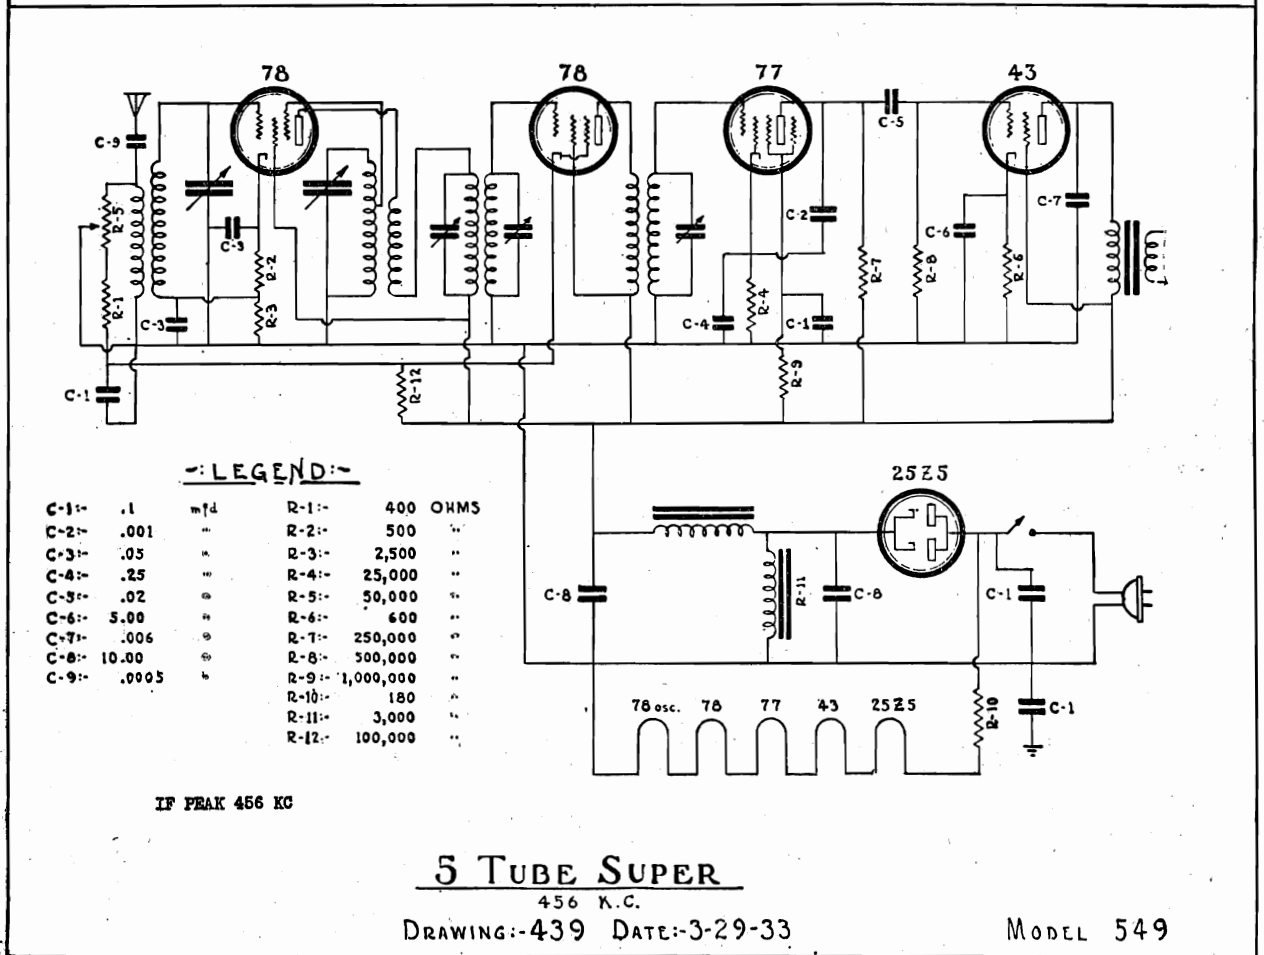 78 78 77 43
C-9
C-5
R-5
C-3
R-2
C-2
C-7
C-6
R-7
R-8
R-6
R-1
C-3
R-3
C-4
R-4
C-1
R-9
C-1
R-12
-:LEGEND:-
C-1:- .1 mfd R-1:- 400 OHMS
C-2:- .001 " R-2:- 500 "
C-3:- .05 " R-3:- 2,500 "
C-4:- .25 " R-4:- 25,000 "
C-5:- .02 " R-5:- 50,000 "
C-6:- 5.00 " R-6:- 600 "
C-7:- .006 " R-7:- 250,000 "
C-8:- 10.00 " R-8:- 500,000 "
C-9:- .0005 " R-9:- 1,000,000 "
R-10:- 180 "
R-11:- 3,000 "
R-12:- 100,000 "
25Z5
C-8
R-11
C-8
C-1
78 osc. 78 77 43 25Z5
R-10
C-1
IF PEAK 456 KC
5 TUBE SUPER
456 K.C.
DRAWING:-439 DATE:-3-29-33
MODEL 549